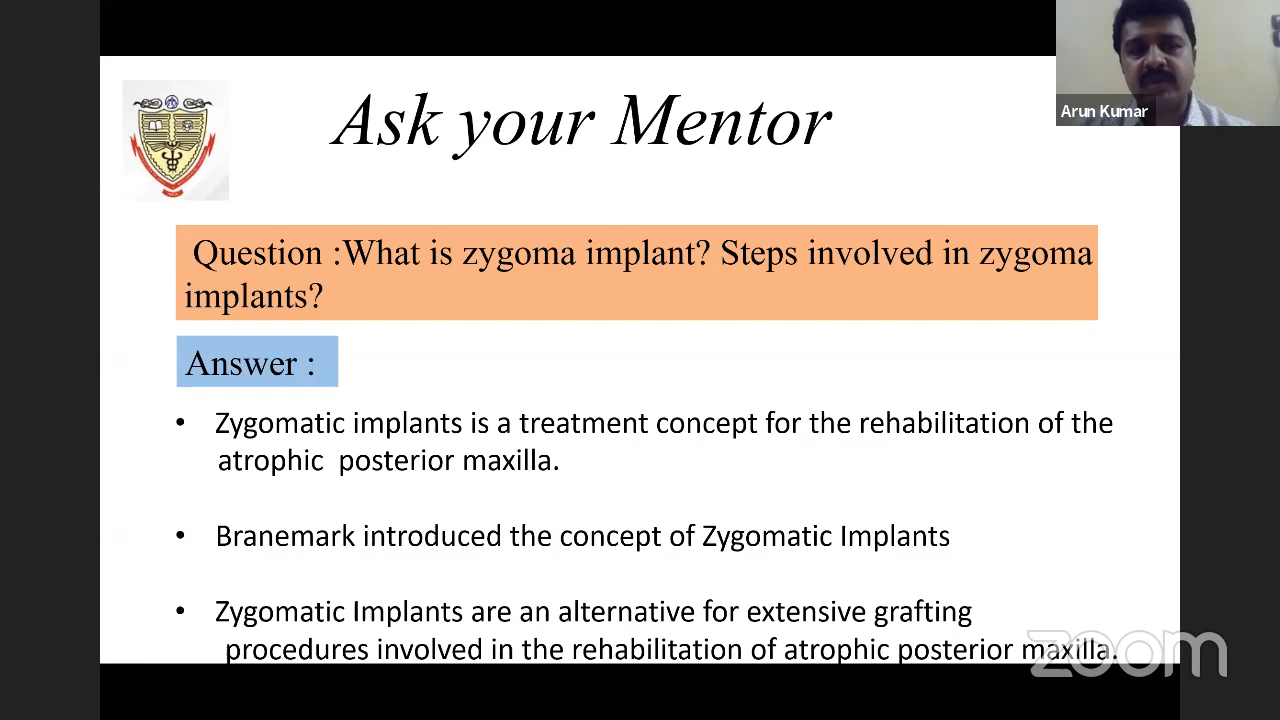 Ask your Mentor
Arun Kumar
Question :What is zygoma implant? Steps involved in zygoma
implants?
Answer :
• Zygomatic implants is a treatment concept for the rehabilitation of the
atrophic posterior maxilla.
• Branemark introduced the concept of Zygomatic Implants
• Zygomatic Implants are an alternative for extensive grafting
procedures involved in the rehabilitation of atrophic posterior maxilla.
zoom